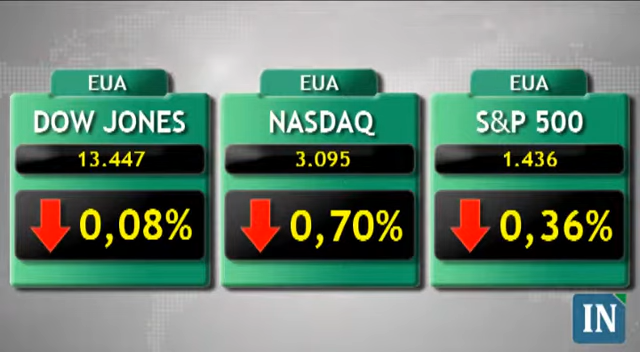 EUA
DOW JONES
13.447
0,08%
EUA
NASDAQ
3.095
0,70%
EUA
S&P 500
1.436
0,36%
IN